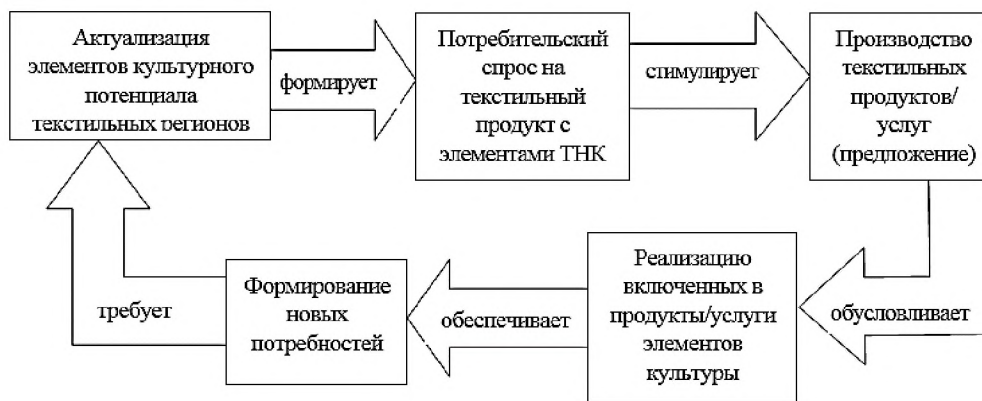 Актуализация
элементов культурного
потенциала
текстильных регионов
формирует
Потребительский
спрос на
текстильный
продукт с
элементами ТНК
стимулирует
Производство
текстильных
продуктов/
услуг
(предложение)
обусловливает
Реализацию
включенных в
продукты/услуги
элементов
культуры
обеспечивает
Формирование
новых
потребностей
требует